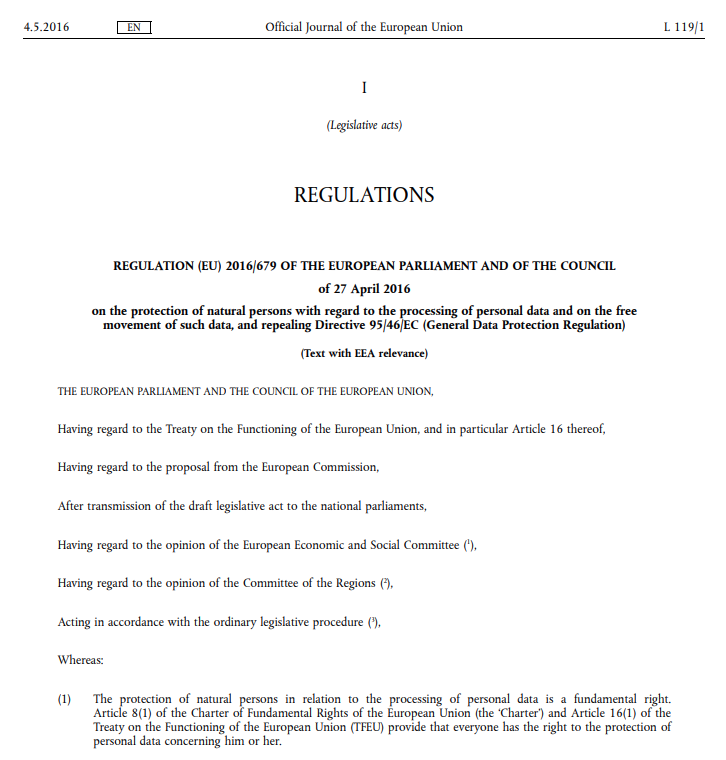 4.5.2016 EN Official Journal of the European Union L 119/1
I
(Legislative acts)
REGULATIONS
REGULATION (EU) 2016/679 OF THE EUROPEAN PARLIAMENT AND OF THE COUNCIL
of 27 April 2016
on the protection of natural persons with regard to the processing of personal data and on the free
movement of such data, and repealing Directive 95/46/EC (General Data Protection Regulation)
(Text with EEA relevance)
THE EUROPEAN PARLIAMENT AND THE COUNCIL OF THE EUROPEAN UNION,
Having regard to the Treaty on the Functioning of the European Union, and in particular Article 16 thereof,
Having regard to the proposal from the European Commission,
After transmission of the draft legislative act to the national parliaments,
Having regard to the opinion of the European Economic and Social Committee (¹),
Having regard to the opinion of the Committee of the Regions (²),
Acting in accordance with the ordinary legislative procedure (³),
Whereas:
(1) The protection of natural persons in relation to the processing of personal data is a fundamental right.
Article 8(1) of the Charter of Fundamental Rights of the European Union (the ‘Charter’) and Article 16(1) of the
Treaty on the Functioning of the European Union (TFEU) provide that everyone has the right to the protection of
personal data concerning him or her.